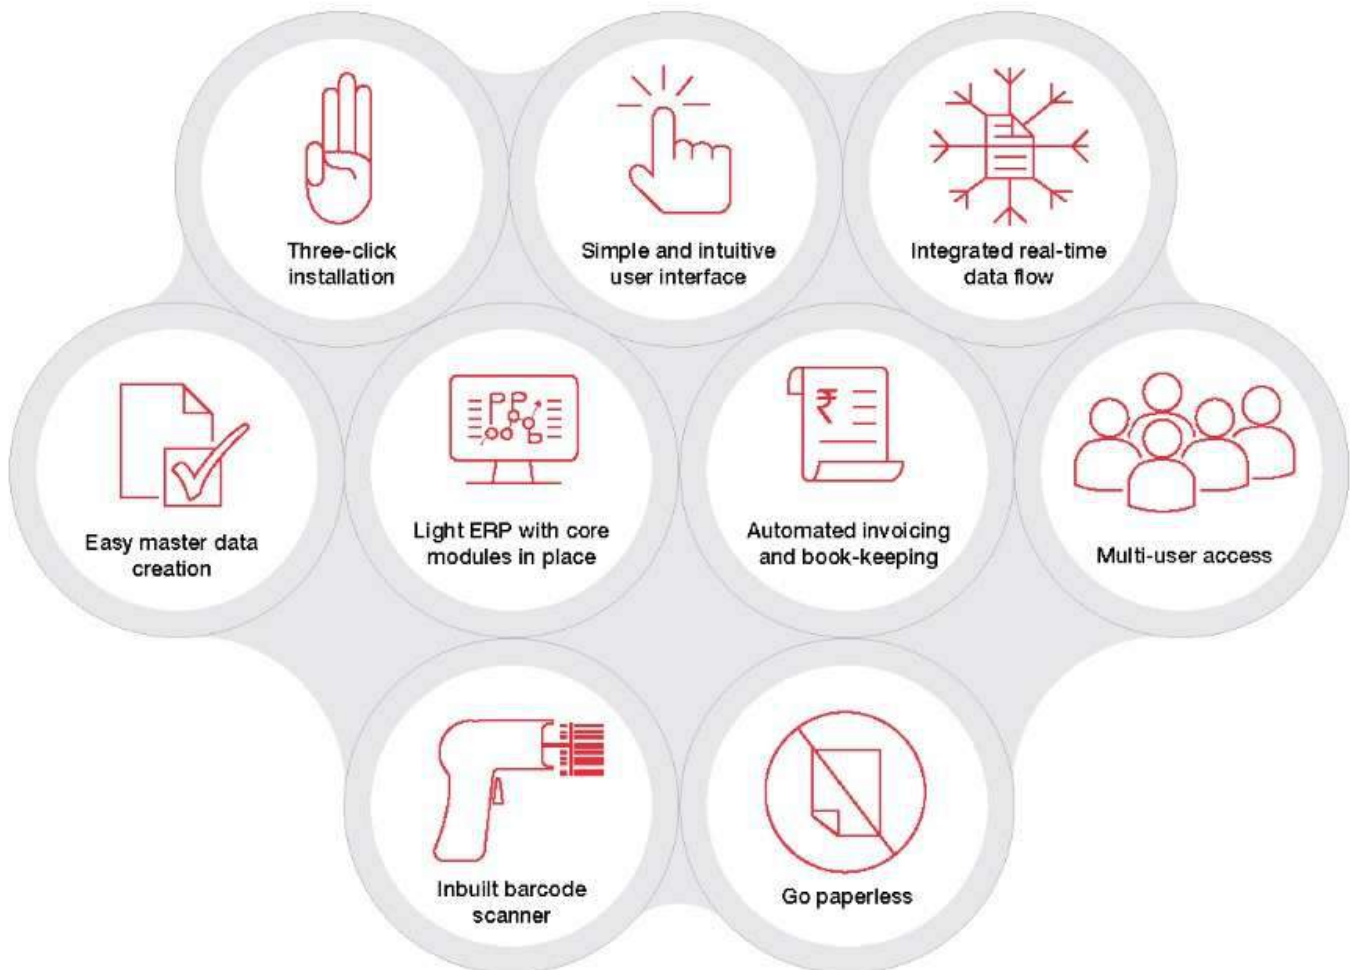 Three-click
installation
Simple and intuitive
user interface
Integrated real-time
data flow
Easy master data
creation
Light ERP with core
modules in place
₹
Automated invoicing
and book-keeping
Multi-user access
Inbuilt barcode
scanner
Go paperless